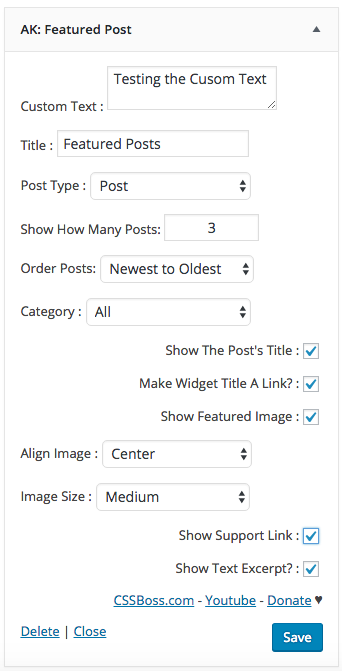 AK: Featured Post
Custom Text : Testing the Cusom Text
Title : Featured Posts
Post Type : Post
Show How Many Posts: 3
Order Posts: Newest to Oldest
Category : All
Show The Post's Title :
Make Widget Title A Link? :
Show Featured Image :
Align Image : Center
Image Size : Medium
Show Support Link :
Show Text Excerpt? :
CSSBoss.com - Youtube - Donate ♥
Delete | Close Save